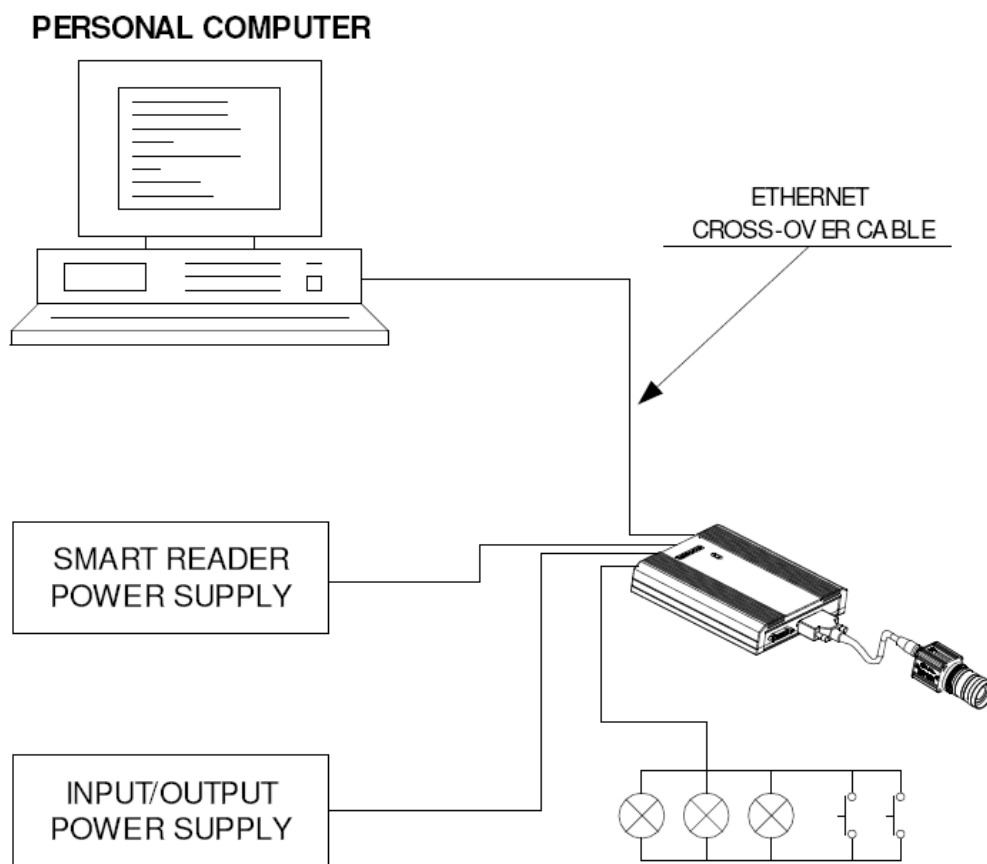 PERSONAL COMPUTER
ETHERNET
CROSS-OVER CABLE
SMART READER
POWER SUPPLY
INPUT/OUTPUT
POWER SUPPLY